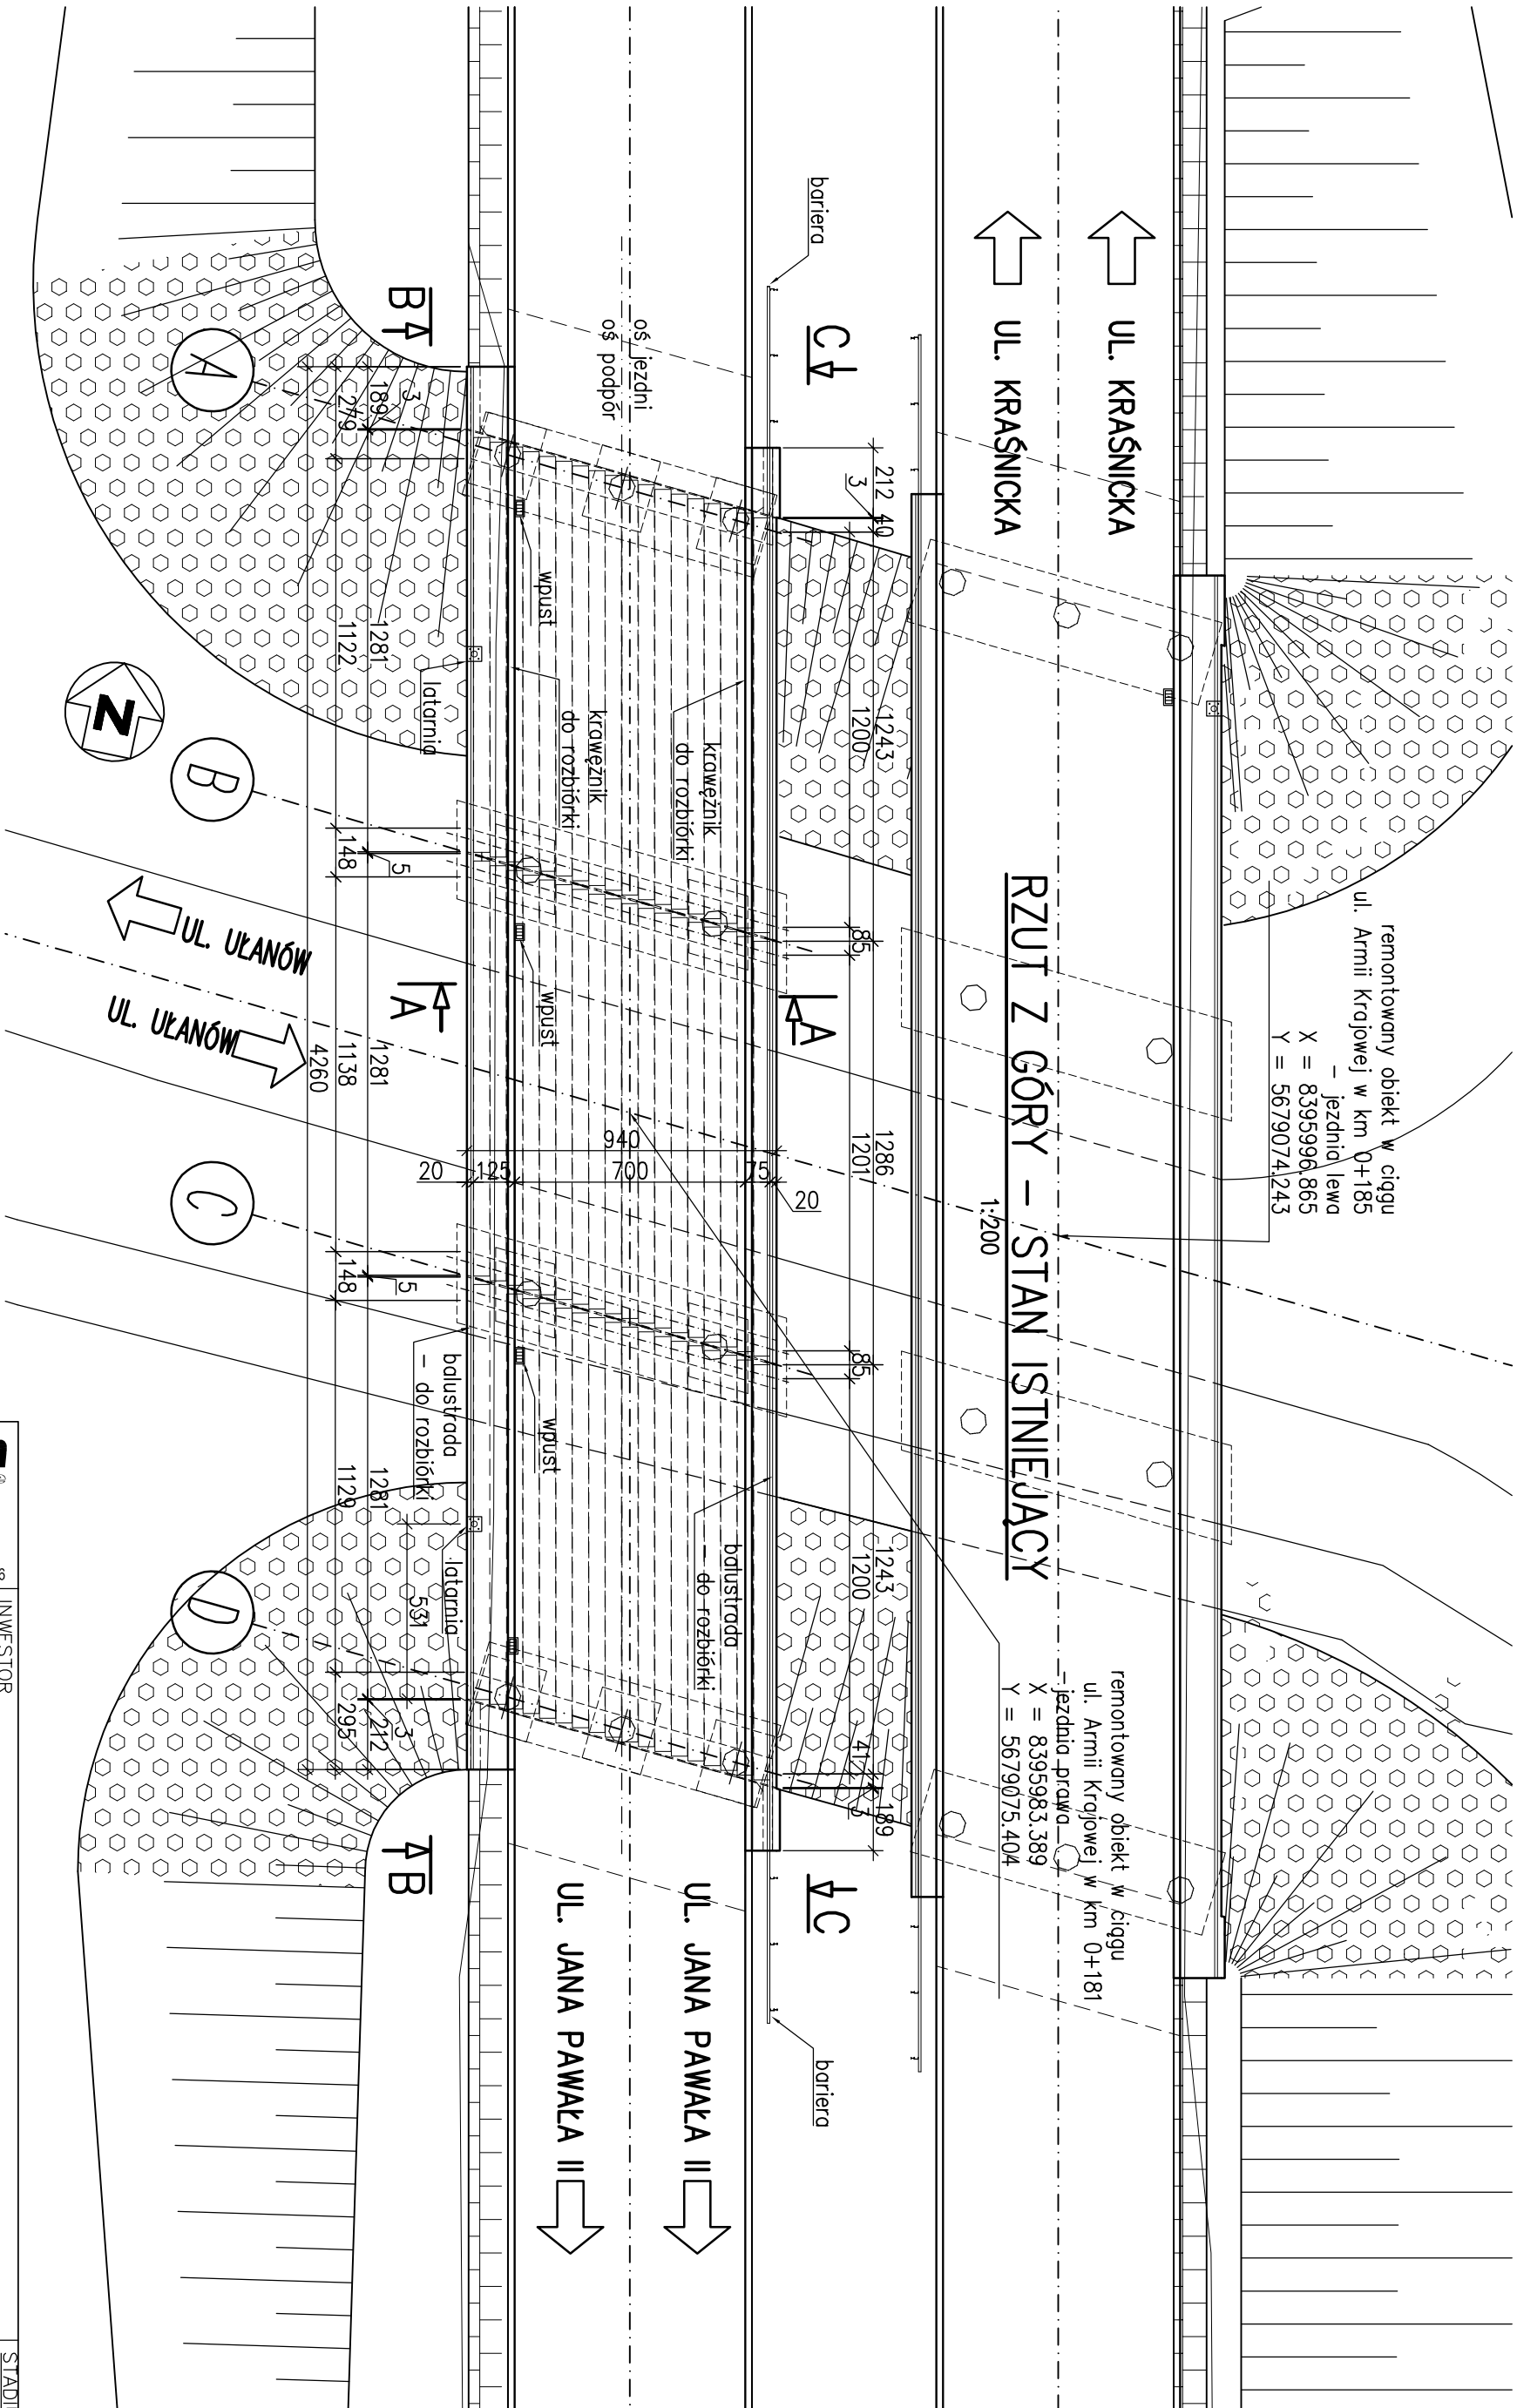 remontowany obiekt w ciągu
ul. Armii Krajowej w km 0+185
- jezdnia lewa
X = 8395996.865
Y = 5679074.243
UL. KRAŚNICKA
UL. KRAŚNICKA
RZUT Z GÓRY - STAN ISTNIEJĄCY
1:200
remontowany obiekt w ciągu
ul. Armii Krajowej w km 0+181
- jezdnia prawa
X = 8395983.389
Y = 5679075.404
bariera
C
C
bariera
212
40
3
1243
1200
85
1286
1201
85
1243
1200
41
189
3
A
krawężnik
do rozbiórki
balustrada
- do rozbiórki
20
75
700
940
125
20
oś jezdni
oś podpór
UL. JANA PAWAŁA II
UL. JANA PAWAŁA II
krawężnik
do rozbiórki
wpust
wpust
wpust
latarnia
balustrada
- do rozbiórki
latarnia
B
A
B
3
189
279
1281
1122
5
148
1281
1138
4260
5
148
1281
1129
531
3
212
295
A
B
C
D
N
UL. UŁANÓW
UL. UŁANÓW
INWESTOR